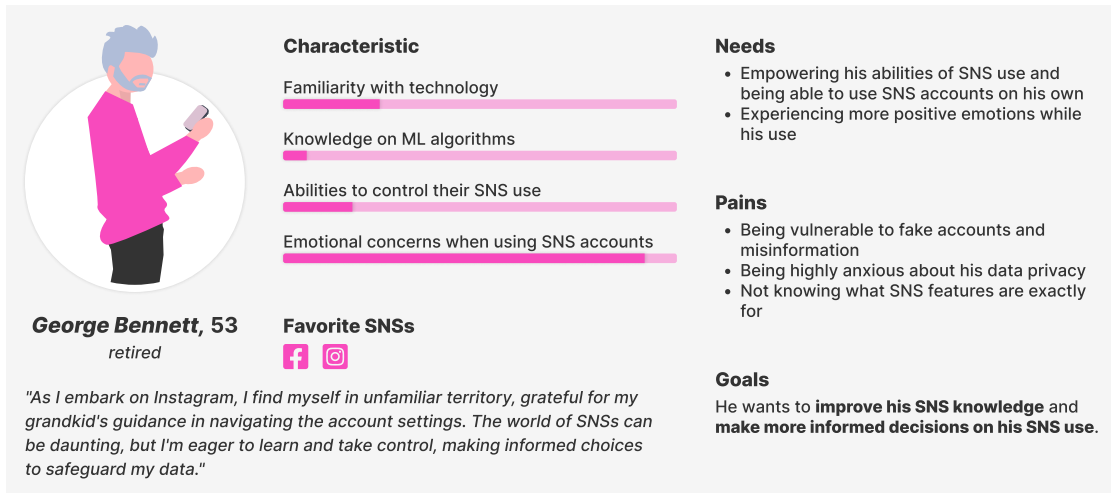 Characteristic
Familiarity with technology
Knowledge on ML algorithms
Abilities to control their SNS use
Emotional concerns when using SNS accounts
George Bennett, 53
retired
Favorite SNSs
"As I embark on Instagram, I find myself in unfamiliar territory, grateful for my
grandkid's guidance in navigating the account settings. The world of SNSs can
be daunting, but I'm eager to learn and take control, making informed choices
to safeguard my data."
Needs
• Empowering his abilities of SNS use and
being able to use SNS accounts on his own
• Experiencing more positive emotions while
his use
Pains
• Being vulnerable to fake accounts and
misinformation
• Being highly anxious about his data privacy
• Not knowing what SNS features are exactly
for
Goals
He wants to improve his SNS knowledge and
make more informed decisions on his SNS use.